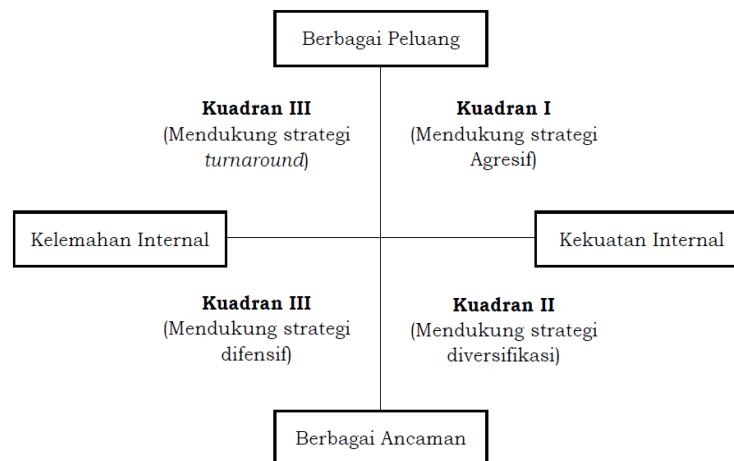 Berbagai Peluang
Kuadran III
(Mendukung strategi
turnaround)
Kuadran I
(Mendukung strategi
Agresif)
Kelemahan Internal
Kekuatan Internal
Kuadran III
(Mendukung strategi
difensif)
Kuadran II
(Mendukung strategi
diversifikasi)
Berbagai Ancaman